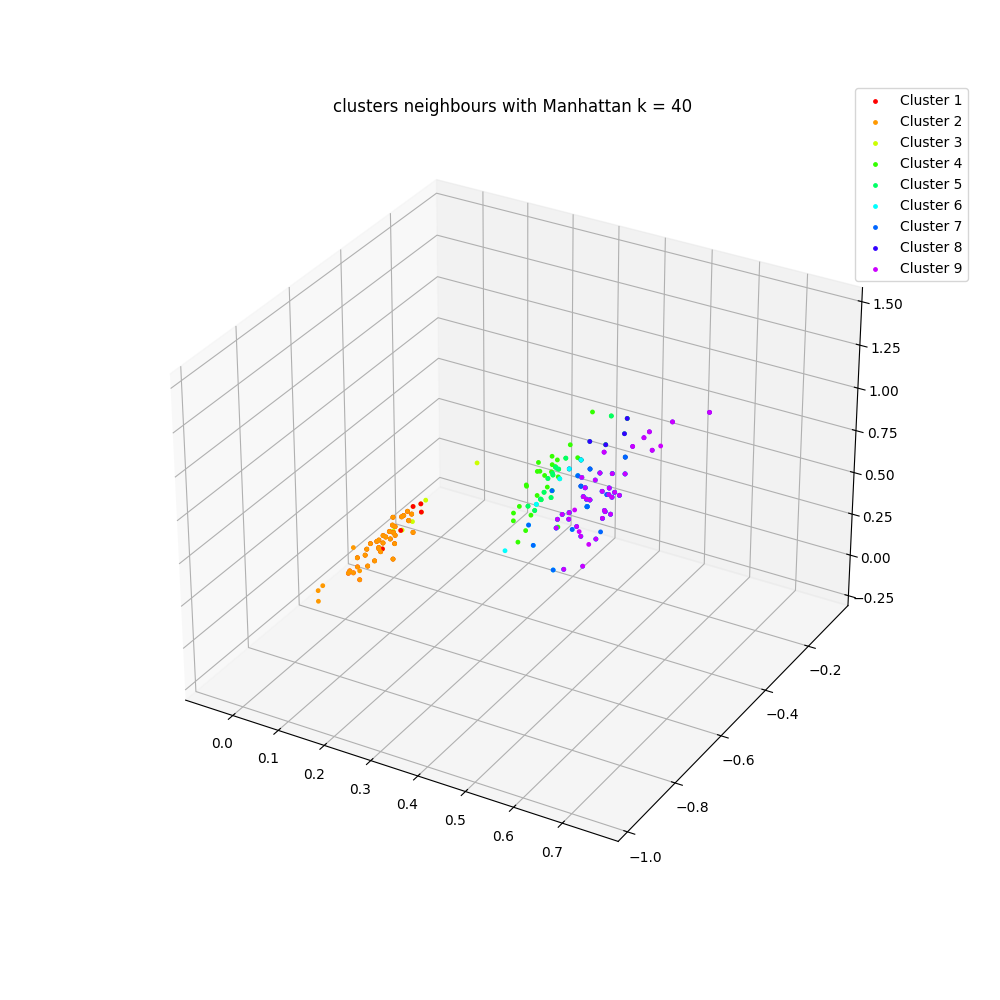 clusters neighbours with Manhattan k = 40
Cluster 1
Cluster 2
Cluster 3
Cluster 4
Cluster 5
Cluster 6
Cluster 7
Cluster 8
Cluster 9
1.50
1.25
1.00
0.75
0.50
0.25
0.00
−0.25
−0.2
−0.4
−0.6
−0.8
−1.0
0.0
0.1
0.2
0.3
0.4
0.5
0.6
0.7